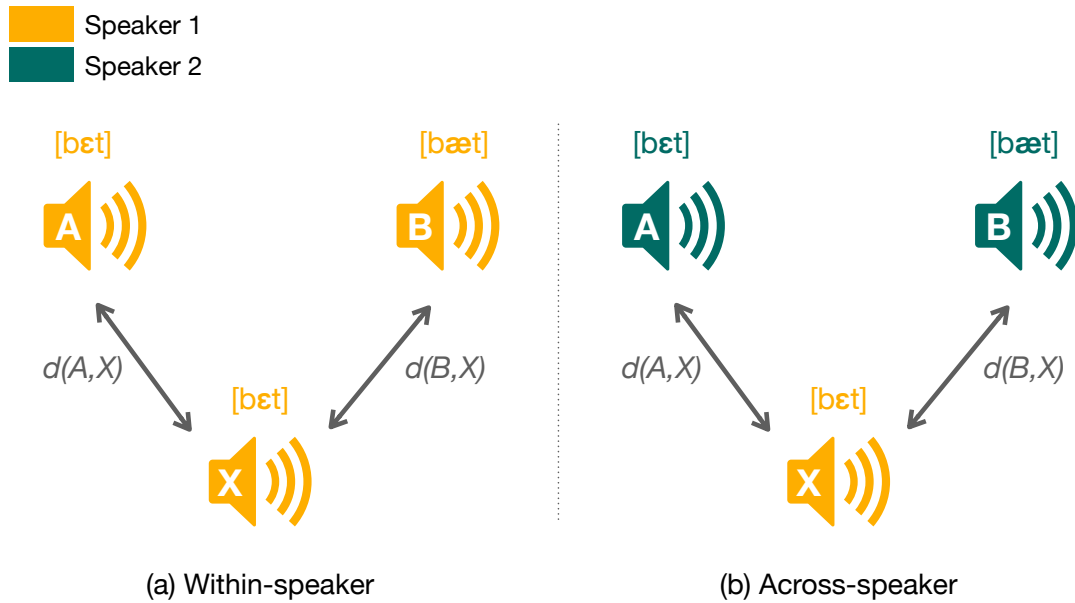 Speaker 1
Speaker 2
[bɛt]
[bæt]
A
B
d(A,X)
d(B,X)
[bɛt]
X
(a) Within-speaker
[bɛt]
[bæt]
A
B
d(A,X)
d(B,X)
[bɛt]
X
(b) Across-speaker